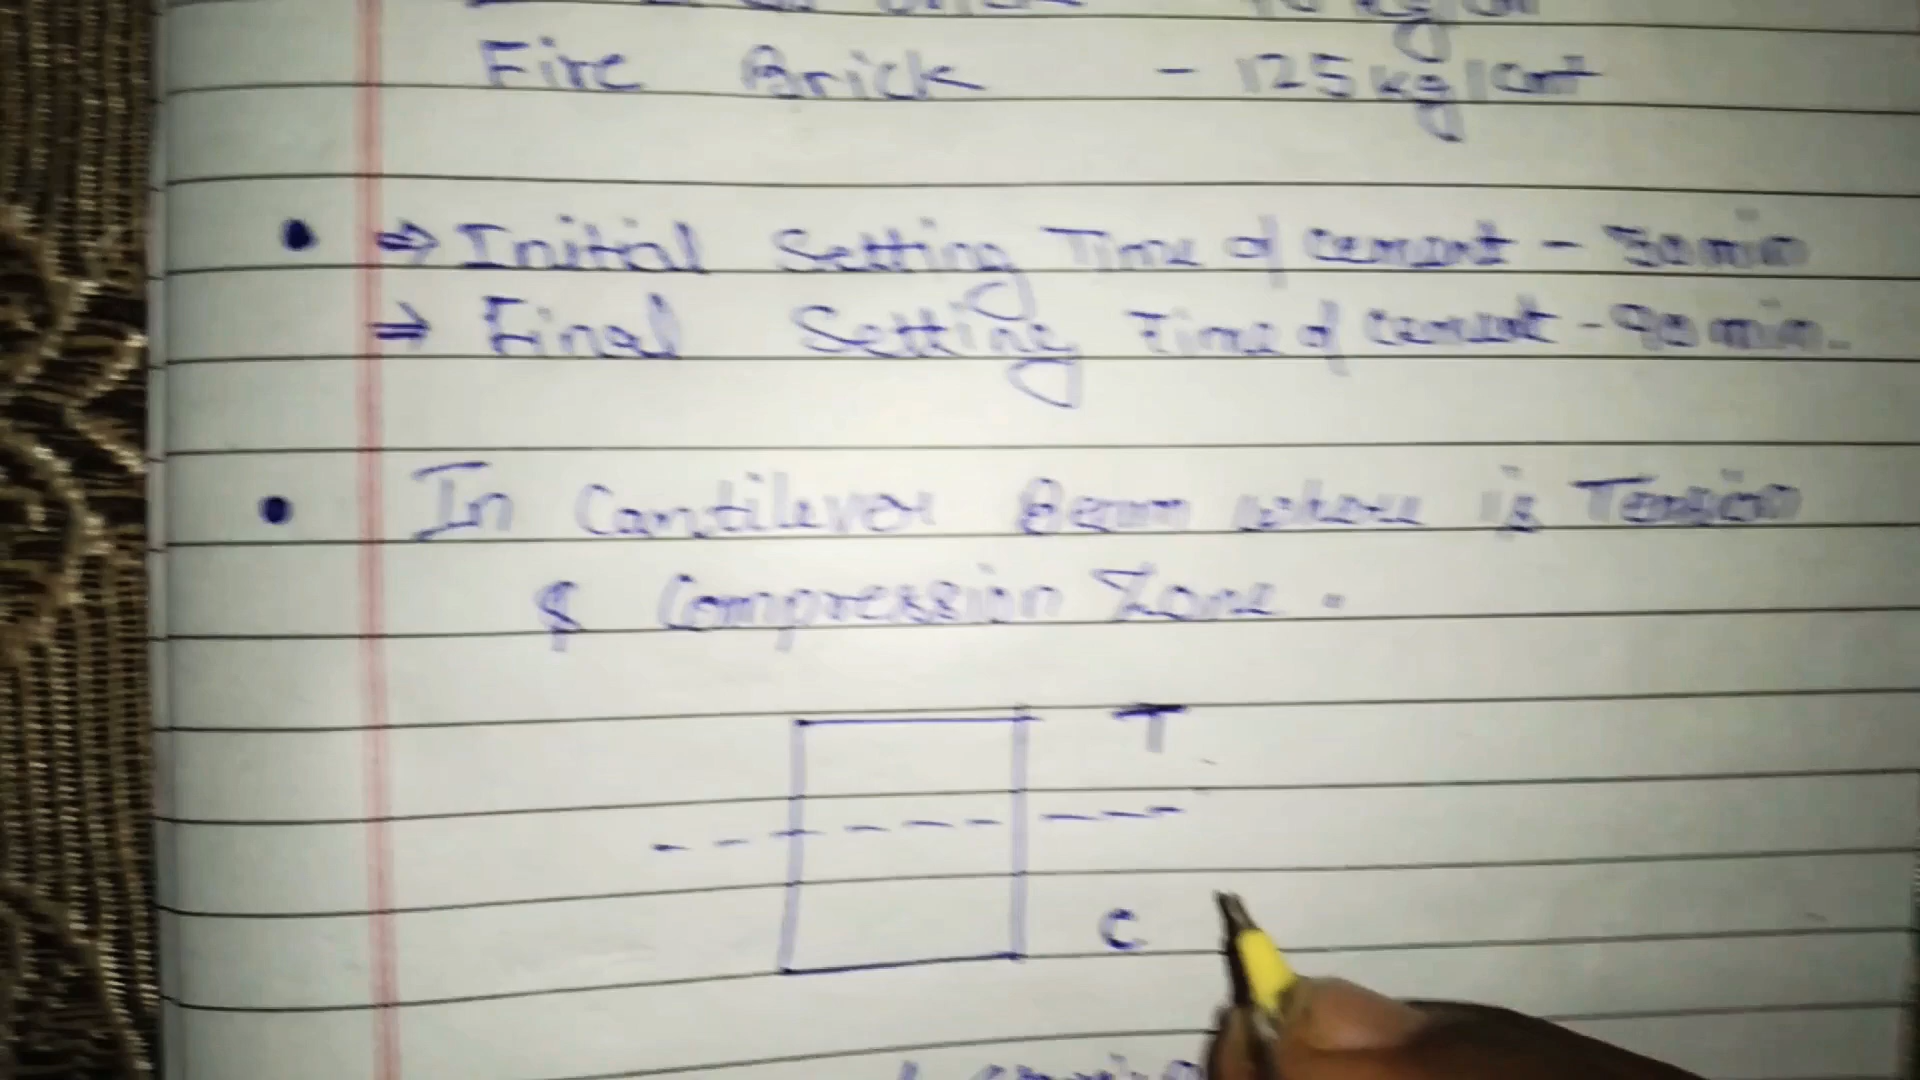 Fire Brick - 125 kg/cm²
• ⇒ Initial Setting Time of cement - 30 min
⇒ Final Setting Time of cement - 90 min.
• In Cantilever Beam where is Tension
& Compression Zone.
T
C